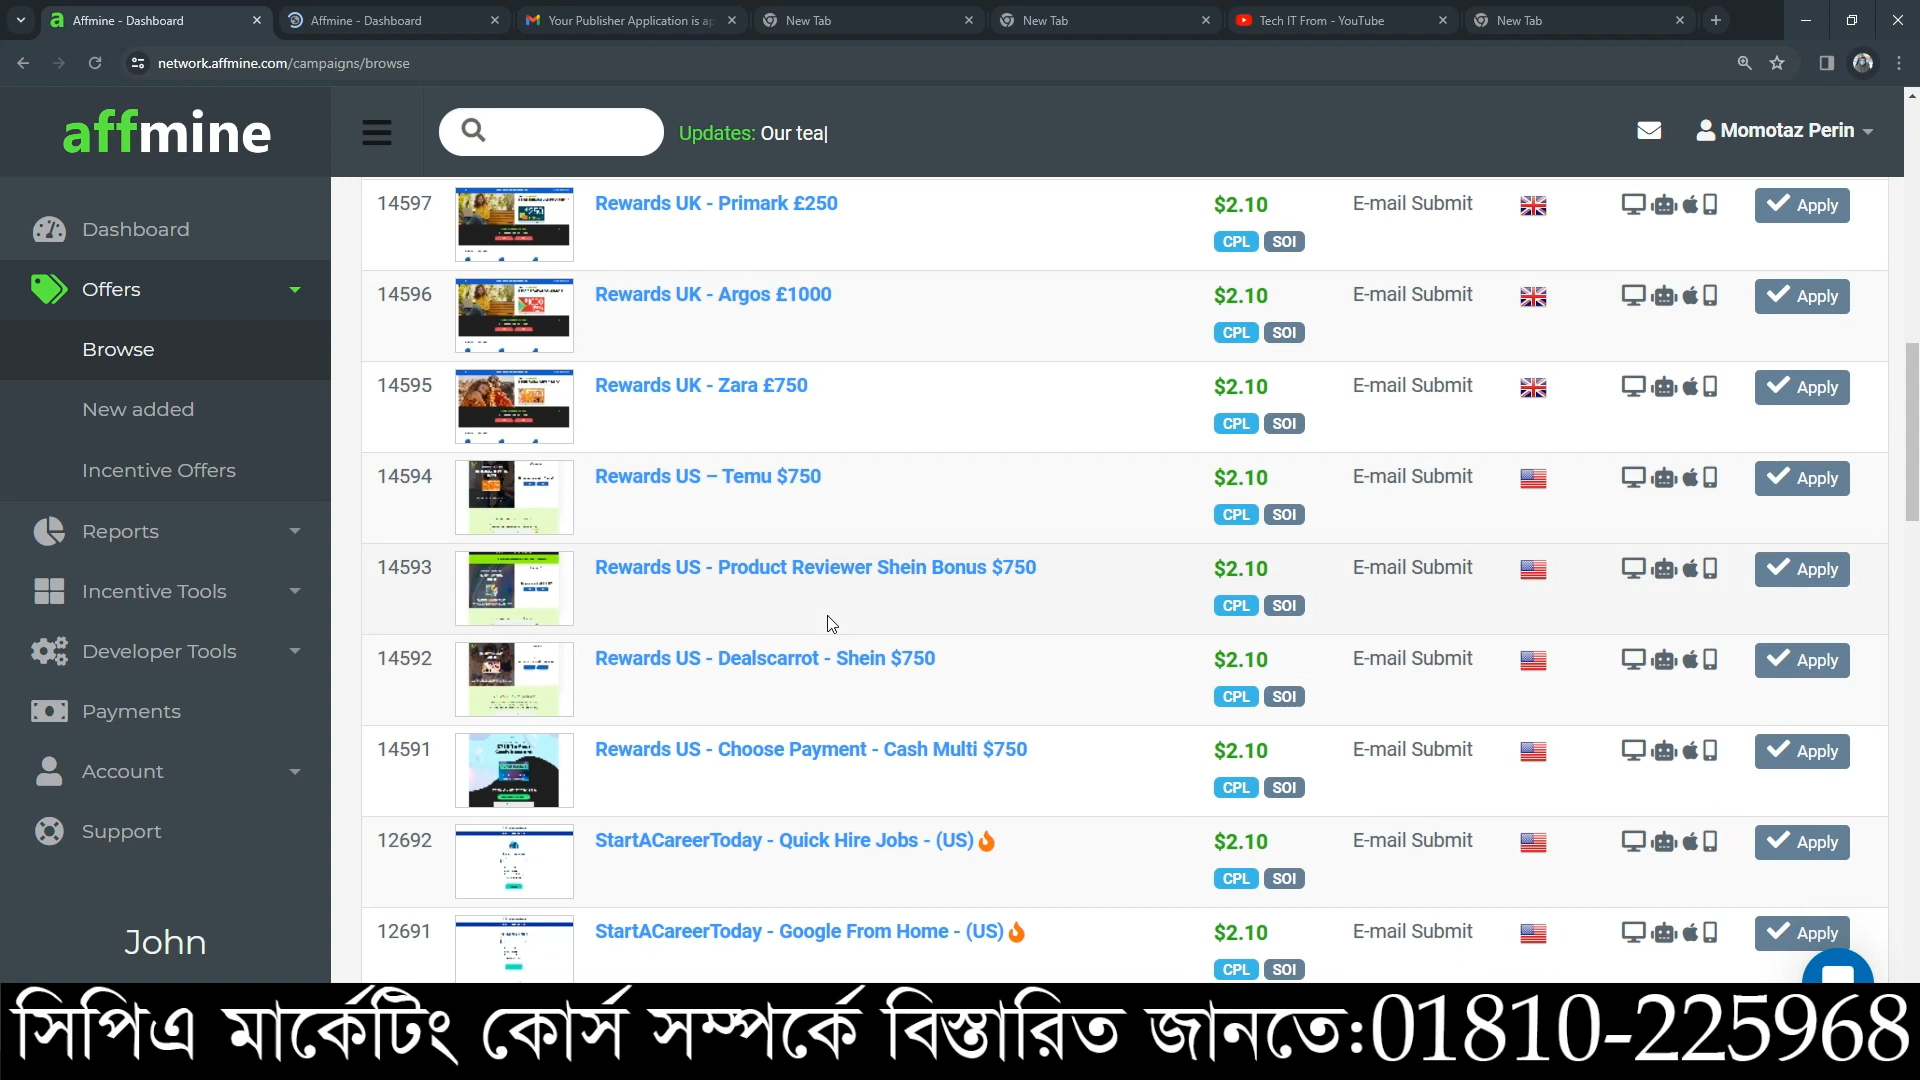 Affmine - Dashboard
Affmine - Dashboard
Your Publisher Application is ap
New Tab
New Tab
Tech IT From - YouTube
New Tab
network.affmine.com/campaigns/browse
affmine
Updates: Our tea|
Momotaz Perin
Dashboard
Offers
Browse
New added
Incentive Offers
Reports
Incentive Tools
Developer Tools
Payments
Account
Support
John
14597 Rewards UK - Primark £250 $2.10 E-mail Submit Apply
CPL SOI
14596 Rewards UK - Argos £1000 $2.10 E-mail Submit Apply
CPL SOI
14595 Rewards UK - Zara £750 $2.10 E-mail Submit Apply
CPL SOI
14594 Rewards US – Temu $750 $2.10 E-mail Submit Apply
CPL SOI
14593 Rewards US - Product Reviewer Shein Bonus $750 $2.10 E-mail Submit Apply
CPL SOI
14592 Rewards US - Dealscarrot - Shein $750 $2.10 E-mail Submit Apply
CPL SOI
14591 Rewards US - Choose Payment - Cash Multi $750 $2.10 E-mail Submit Apply
CPL SOI
12692 StartACareerToday - Quick Hire Jobs - (US) $2.10 E-mail Submit Apply
CPL SOI
12691 StartACareerToday - Google From Home - (US) $2.10 E-mail Submit Apply
CPL SOI
সিপিএ মার্কেটিং কোর্স সম্পর্কে বিস্তারিত জানতে:01810-225968